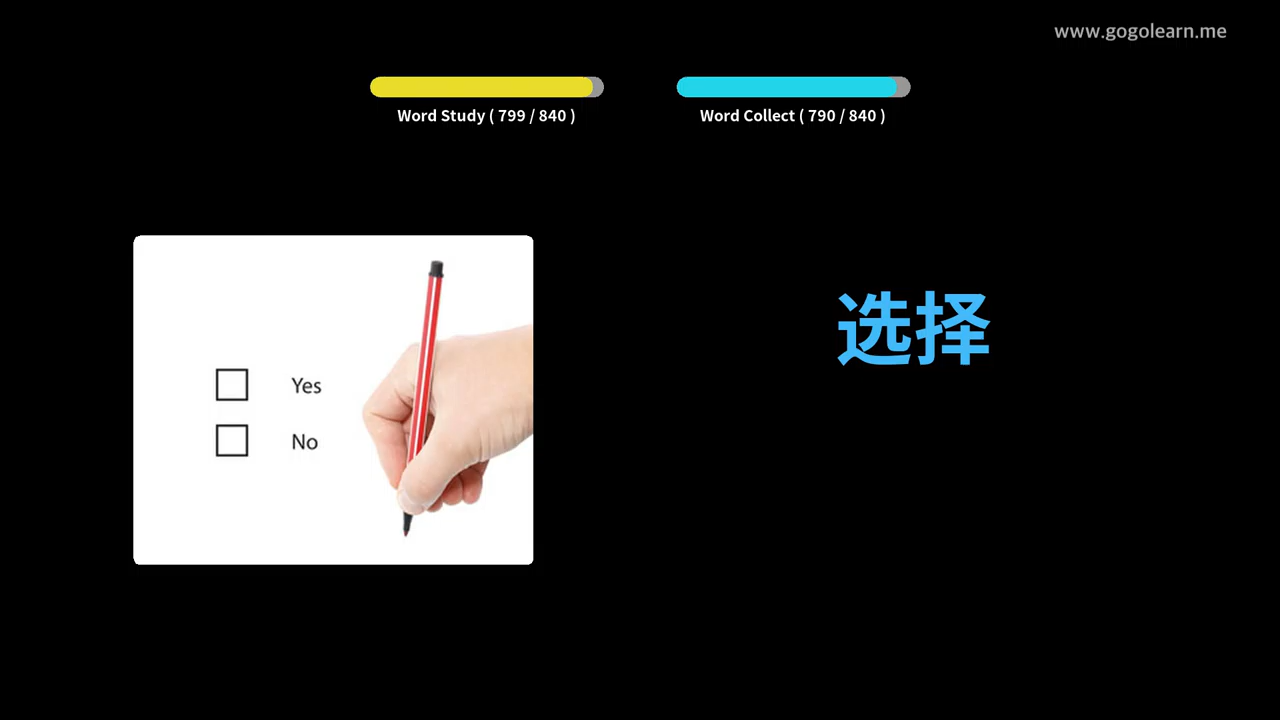 www.gogolearn.me
Word Study ( 799 / 840 )
Word Collect ( 790 / 840 )
选择
Yes
No